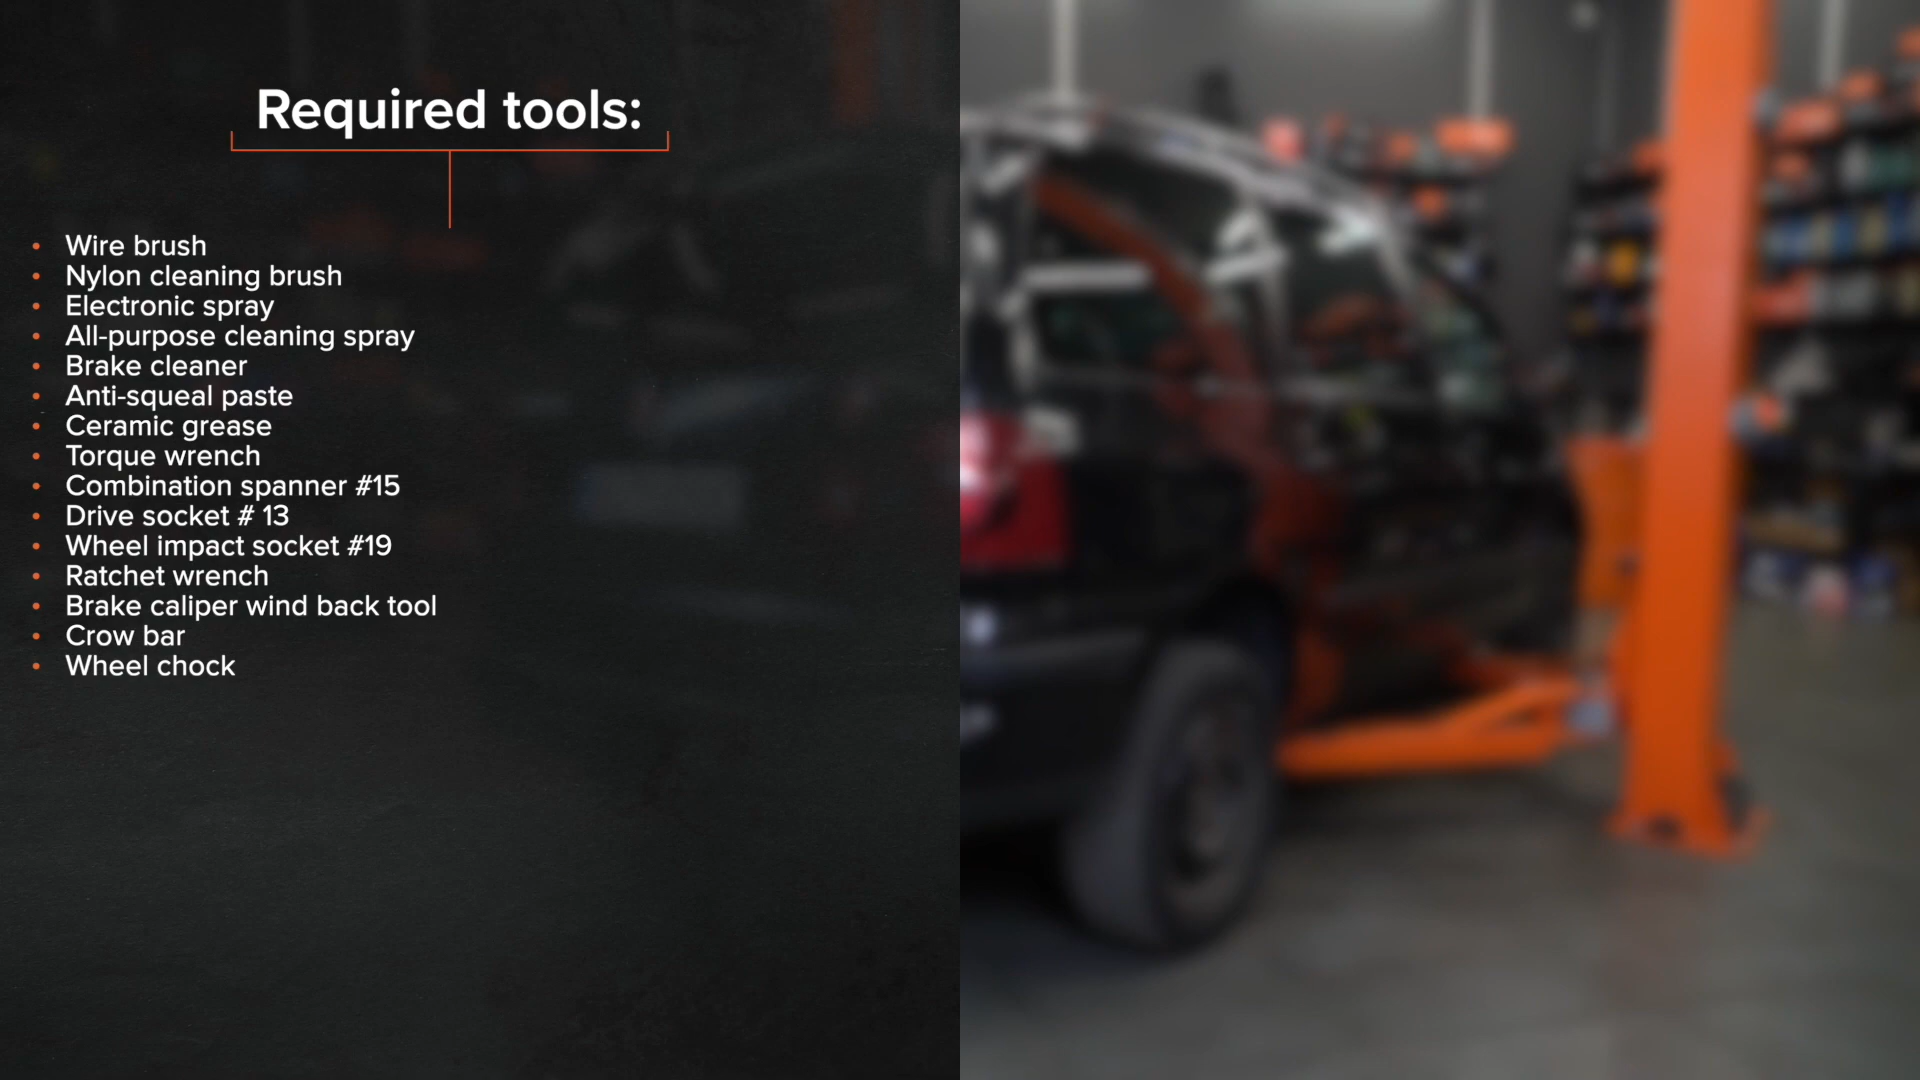 Required tools:
Wire brush
Nylon cleaning brush
Electronic spray
All-purpose cleaning spray
Brake cleaner
Anti-squeal paste
Ceramic grease
Torque wrench
Combination spanner #15
Drive socket # 13
Wheel impact socket #19
Ratchet wrench
Brake caliper wind back tool
Crow bar
Wheel chock